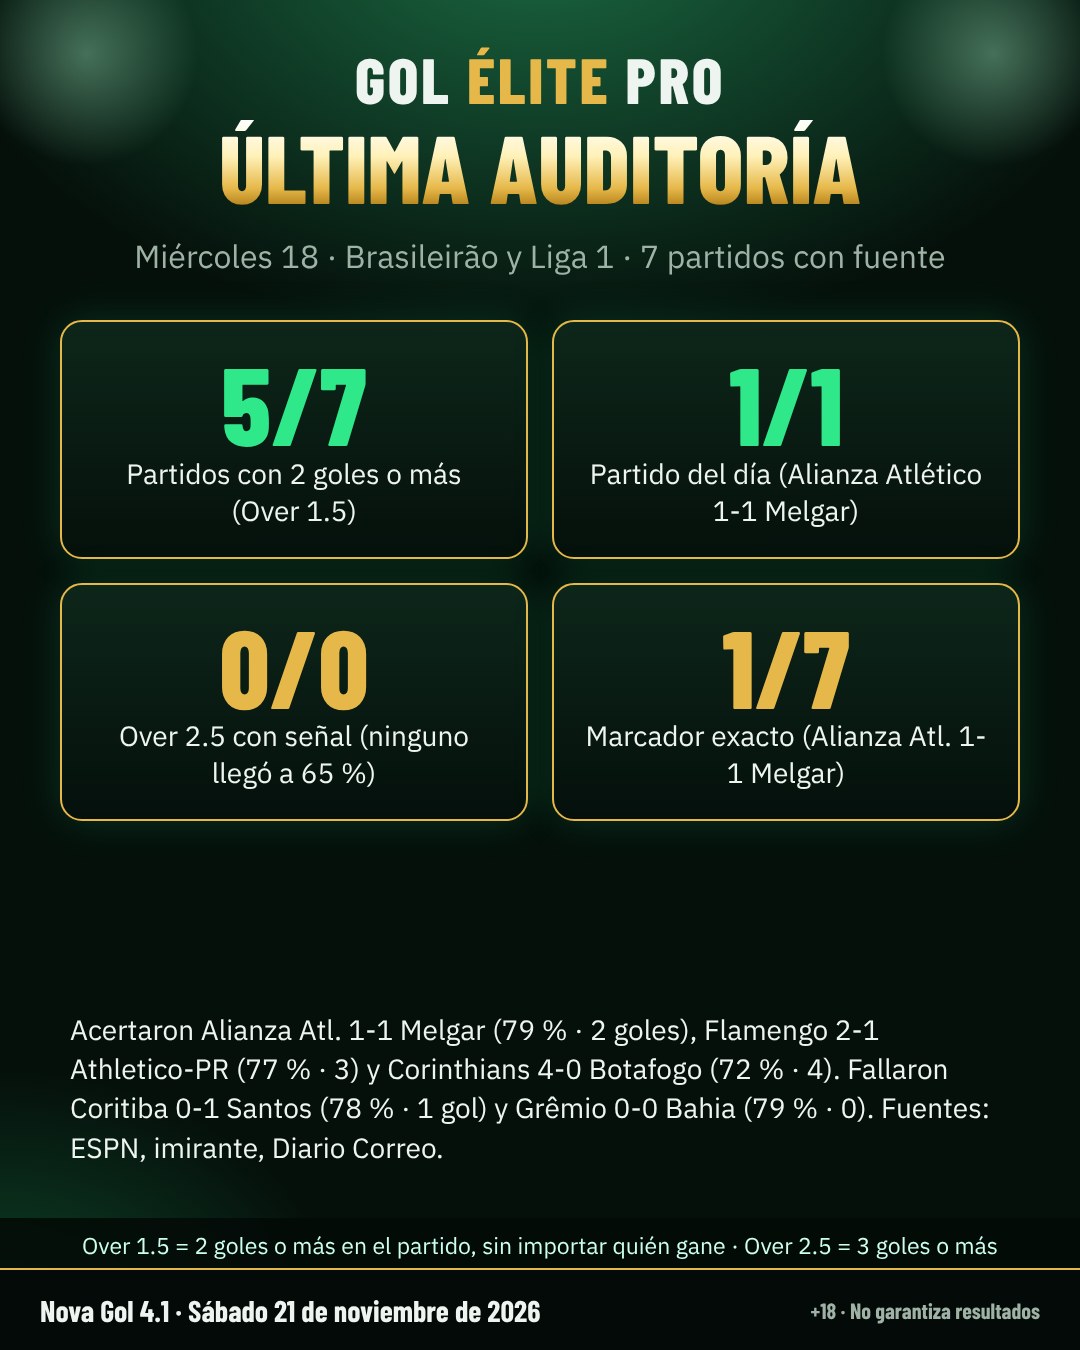 GOL ÉLITE PRO
ÚLTIMA AUDITORÍA
Miércoles 18 · Brasileirão y Liga 1 · 7 partidos con fuente
5/7
Partidos con 2 goles o más
(Over 1.5)
1/1
Partido del día (Alianza Atlético
1-1 Melgar)
0/0
Over 2.5 con señal (ninguno
llegó a 65 %)
1/7
Marcador exacto (Alianza Atl. 1-
1 Melgar)
Acertaron Alianza Atl. 1-1 Melgar (79 % · 2 goles), Flamengo 2-1
Athletico-PR (77 % · 3) y Corinthians 4-0 Botafogo (72 % · 4). Fallaron
Coritiba 0-1 Santos (78 % · 1 gol) y Grêmio 0-0 Bahia (79 % · 0). Fuentes:
ESPN, imirante, Diario Correo.
Over 1.5 = 2 goles o más en el partido, sin importar quién gane · Over 2.5 = 3 goles o más
Nova Gol 4.1 · Sábado 21 de noviembre de 2026
+18 · No garantiza resultados